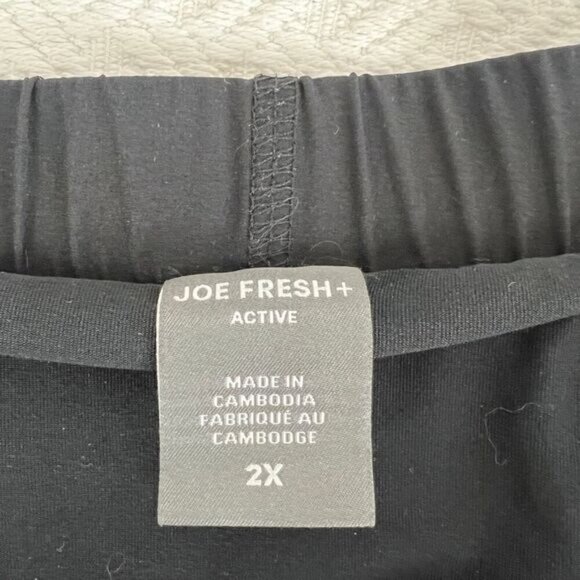 JOE FRESH+
ACTIVE
MADE IN
CAMBODIA
FABRIQUÉ AU
CAMBODGE
2X